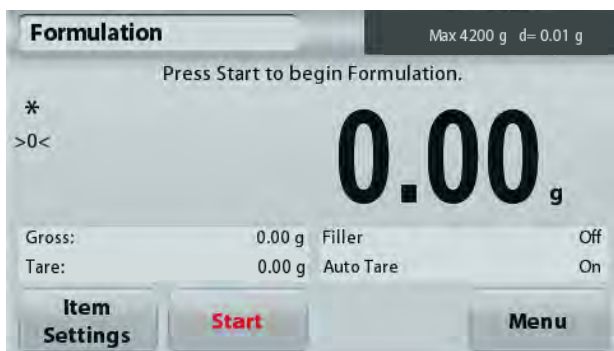 Formulation
Max 4200 g d= 0.01 g
Press Start to begin Formulation.
*
>0<
0.00 g
Gross: 0.00 g Filler Off
Tare: 0.00 g Auto Tare On
Item Settings
Start
Menu